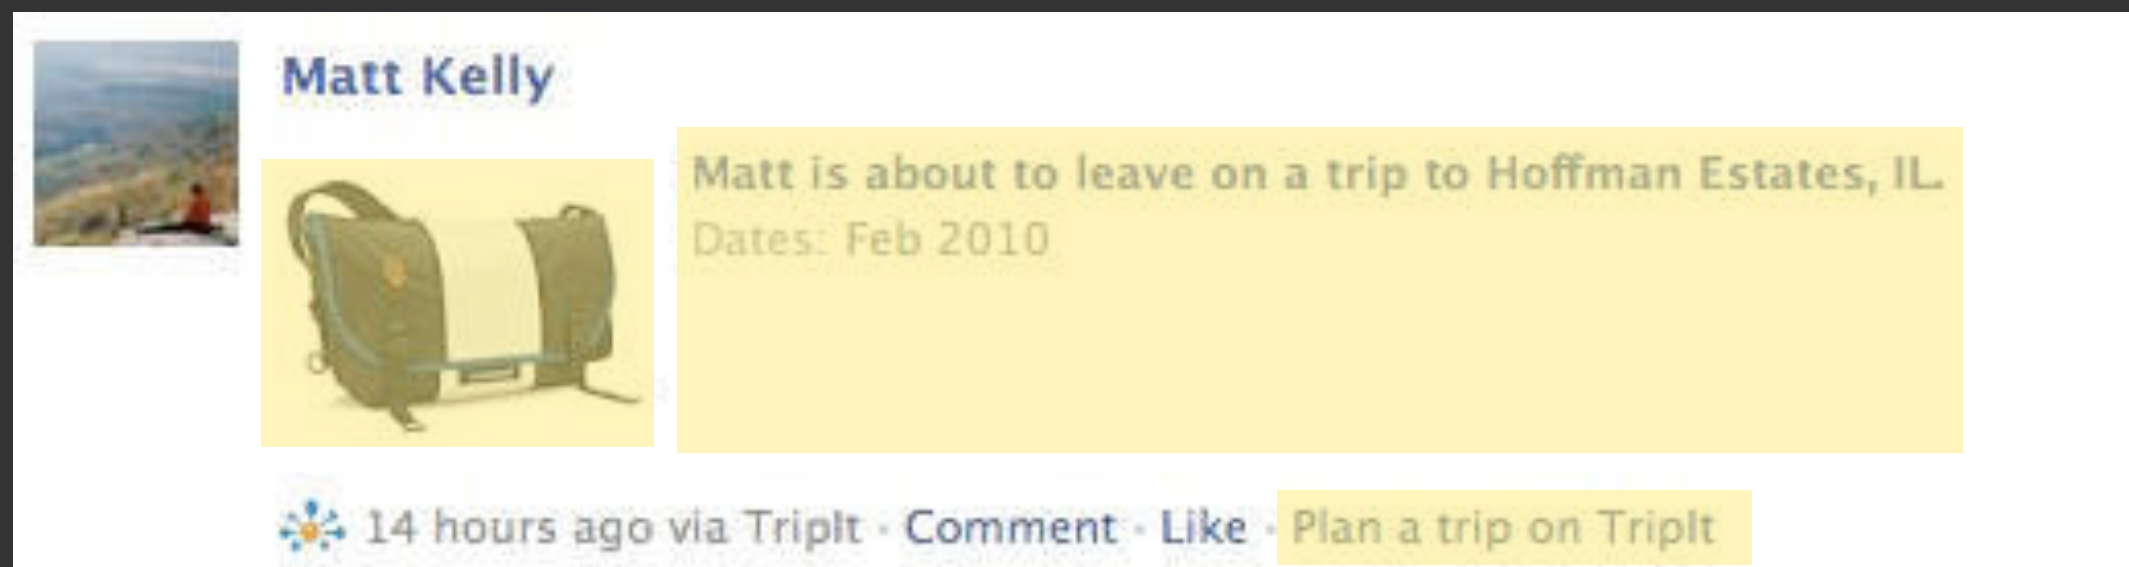 Matt Kelly
Matt is about to leave on a trip to Hoffman Estates, IL.
Dates: Feb 2010
14 hours ago via TripIt · Comment · Like · Plan a trip on TripIt